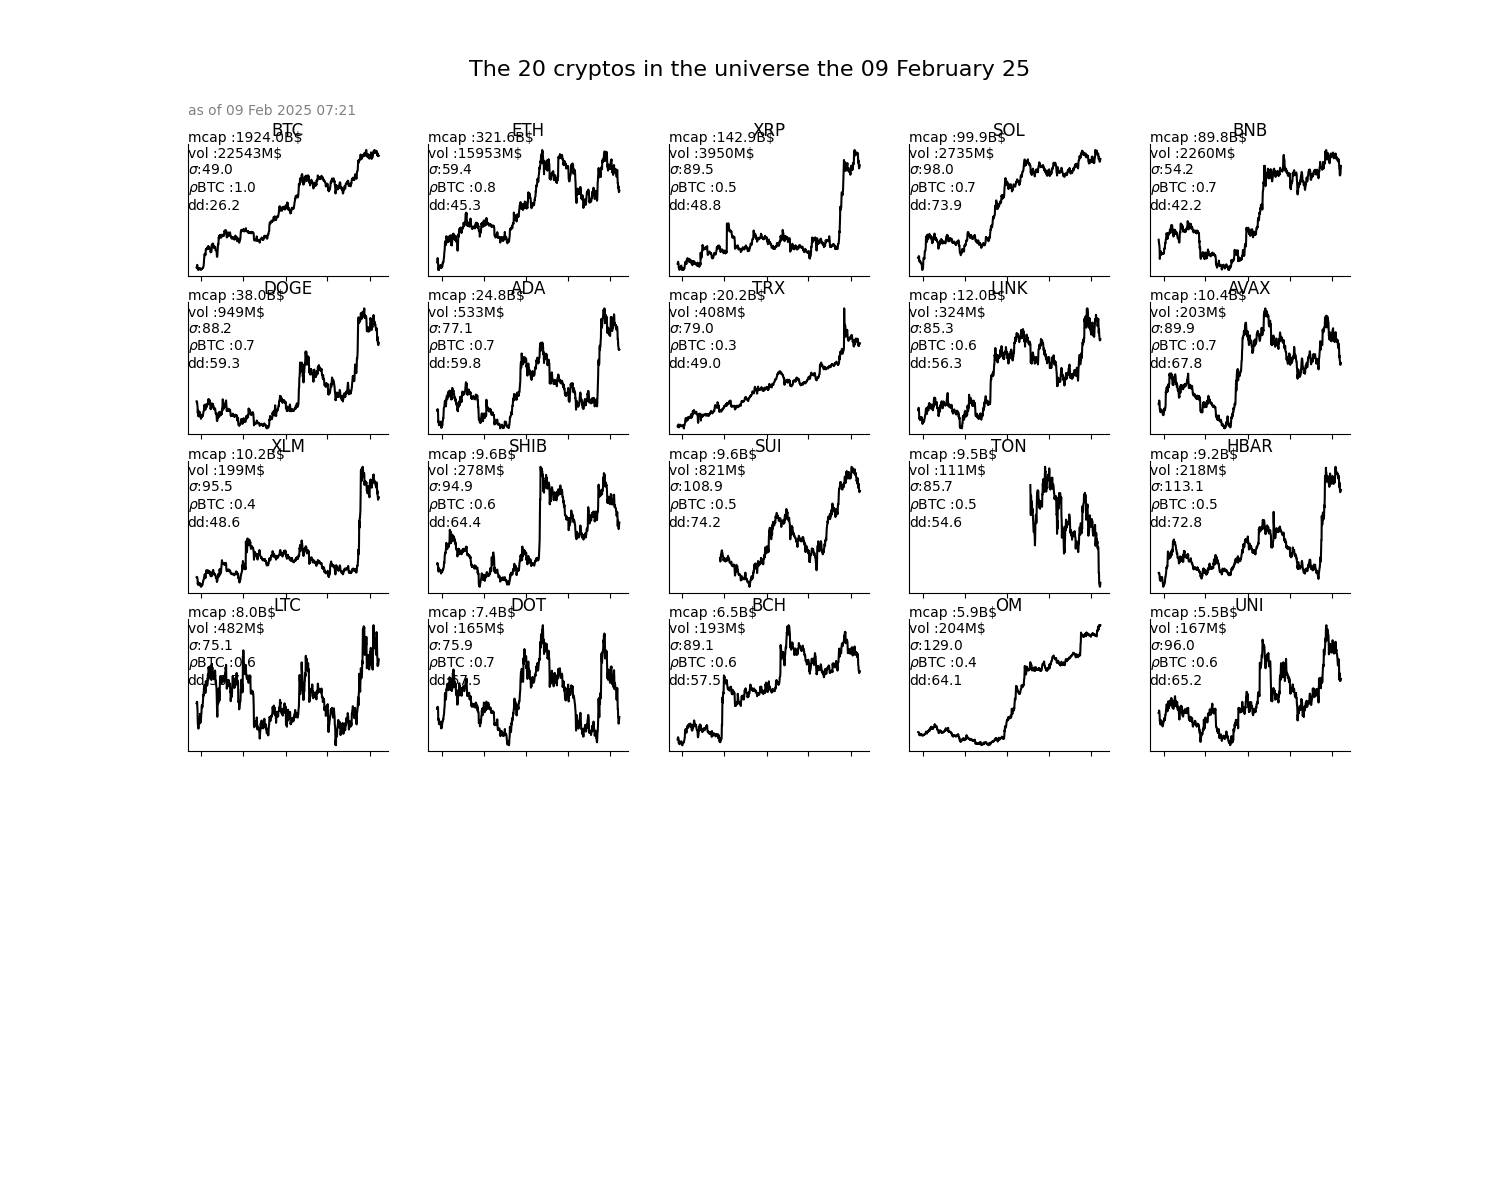 The 20 cryptos in the universe the 09 February 25
as of 09 Feb 2025 07:21
BTC
mcap :1924.0B$
vol :22543M$
σ:49.0
ρBTC :1.0
dd:26.2
ETH
mcap :321.6B$
vol :15953M$
σ:59.4
ρBTC :0.8
dd:45.3
XRP
mcap :142.9B$
vol :3950M$
σ:89.5
ρBTC :0.5
dd:48.8
SOL
mcap :99.9B$
vol :2735M$
σ:98.0
ρBTC :0.7
dd:73.9
BNB
mcap :89.8B$
vol :2260M$
σ:54.2
ρBTC :0.7
dd:42.2
DOGE
mcap :38.0B$
vol :949M$
σ:88.2
ρBTC :0.7
dd:59.3
ADA
mcap :24.8B$
vol :533M$
σ:77.1
ρBTC :0.7
dd:59.8
TRX
mcap :20.2B$
vol :408M$
σ:79.0
ρBTC :0.3
dd:49.0
LINK
mcap :12.0B$
vol :324M$
σ:85.3
ρBTC :0.6
dd:56.3
AVAX
mcap :10.4B$
vol :203M$
σ:89.9
ρBTC :0.7
dd:67.8
XLM
mcap :10.2B$
vol :199M$
σ:95.5
ρBTC :0.4
dd:48.6
SHIB
mcap :9.6B$
vol :278M$
σ:94.9
ρBTC :0.6
dd:64.4
SUI
mcap :9.6B$
vol :821M$
σ:108.9
ρBTC :0.5
dd:74.2
TON
mcap :9.5B$
vol :111M$
σ:85.7
ρBTC :0.5
dd:54.6
HBAR
mcap :9.2B$
vol :218M$
σ:113.1
ρBTC :0.5
dd:72.8
LTC
mcap :8.0B$
vol :482M$
σ:75.1
ρBTC :0.6
DOT
mcap :7.4B$
vol :165M$
σ:75.9
ρBTC :0.7
dd:57.5
BCH
mcap :6.5B$
vol :193M$
σ:89.1
ρBTC :0.6
dd:57.5
OM
mcap :5.9B$
vol :204M$
σ:129.0
ρBTC :0.4
dd:64.1
UNI
mcap :5.5B$
vol :167M$
σ:96.0
ρBTC :0.6
dd:65.2